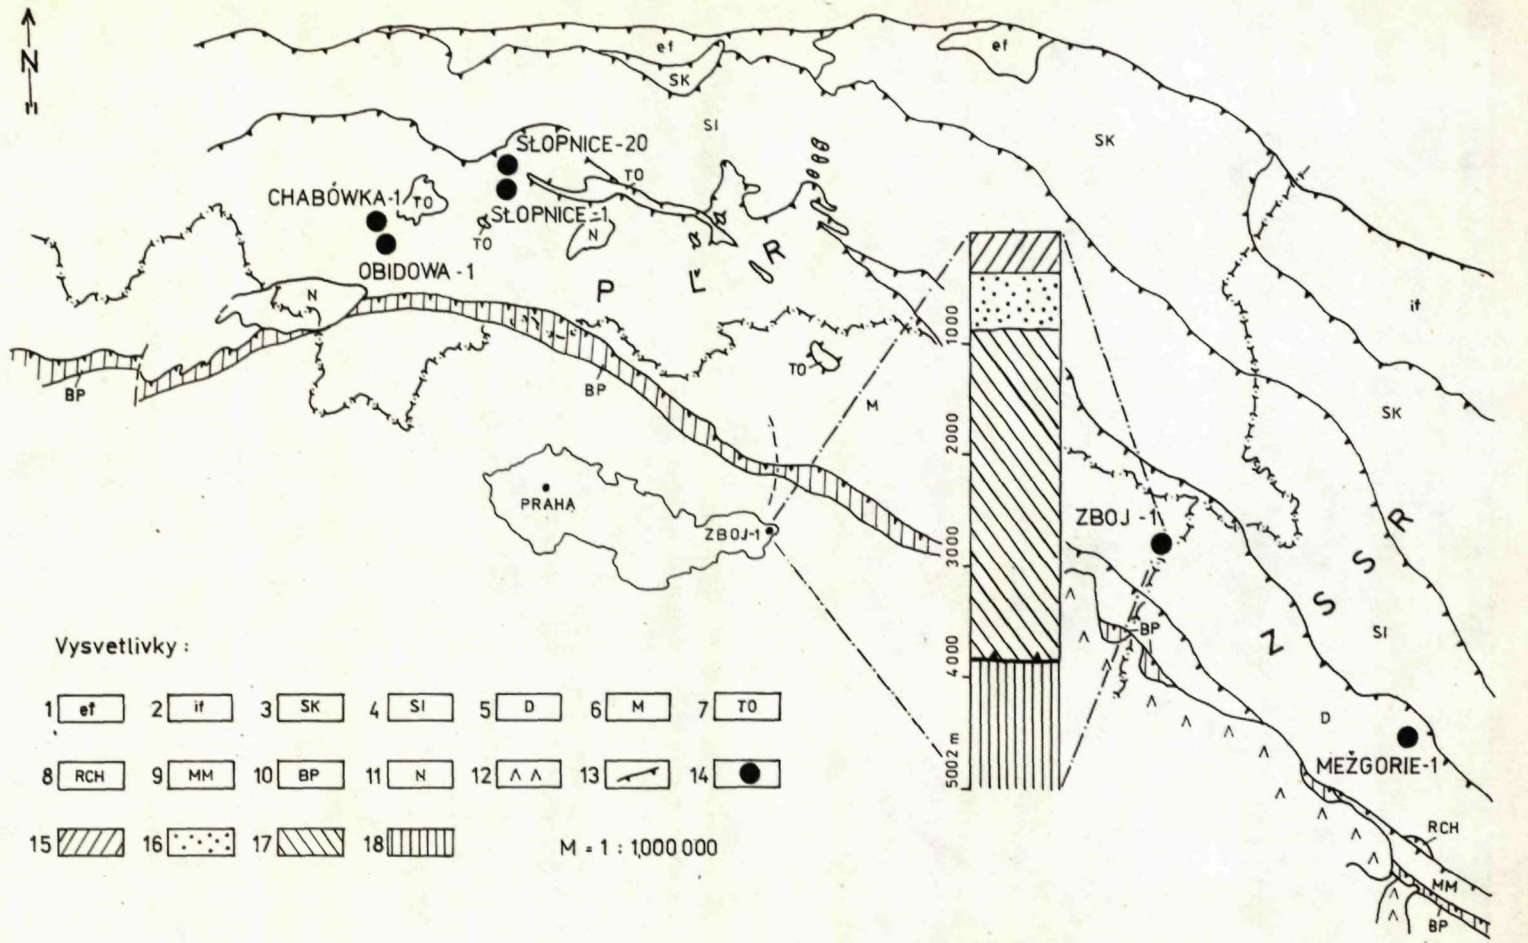 N
ef
ef
SK
SI
SK
SŁOPNICE-20
TO
CHABÓWKA-1
TO
SŁOPNICE-1
TO
N
OBIDOWA-1
P Ľ R
N
if
TO
BP
BP
M
SK
PRAHA
ZBOJ-1
1000
2000
3000
4000
5002 m
ZBOJ-1
BP
Z S S R
SI
D
MEŽGORIE-1
RCH
MM
BP
Vysvetlivky:
1 ef 2 if 3 SK 4 SI 5 D 6 M 7 TO
8 RCH 9 MM 10 BP 11 N 12 ^ ^ 13 14
15 16 17 18 M = 1 : 1,000 000